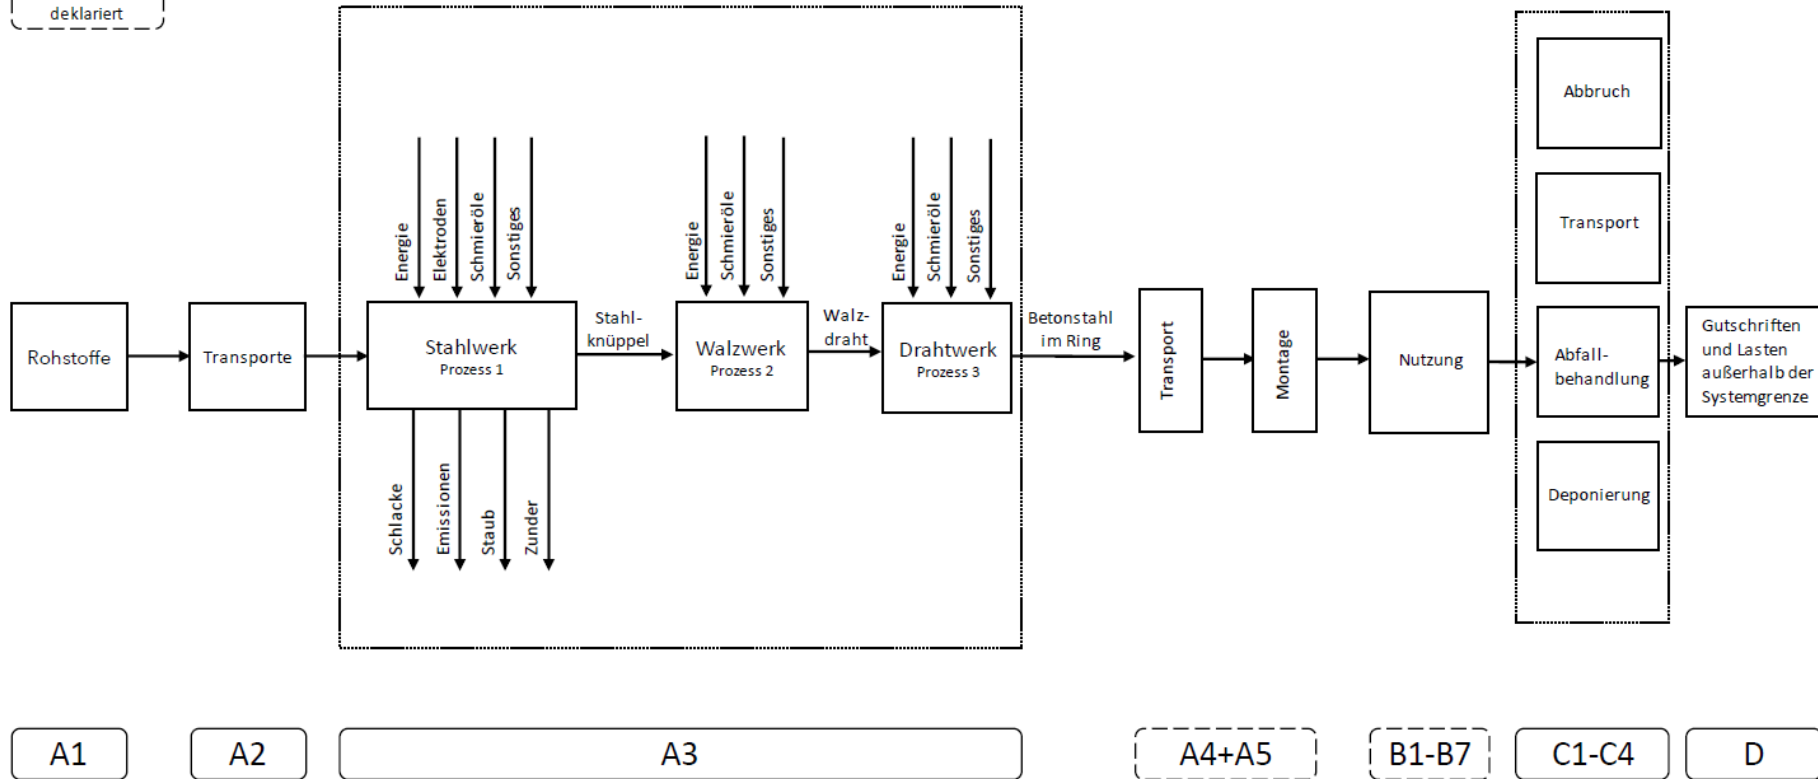 deklariert
Energie
Elektroden
Schmieröle
Sonstiges
Energie
Schmieröle
Sonstiges
Energie
Schmieröle
Sonstiges
Rohstoffe
Transporte
Stahlwerk
Prozess 1
Stahl-
knüppel
Walzwerk
Prozess 2
Walz-
draht
Drahtwerk
Prozess 3
Betonstahl
im Ring
Transport
Montage
Nutzung
Abbruch
Transport
Abfall-
behandlung
Deponierung
Gutschriften
und Lasten
außerhalb der
Systemgrenze
Schlacke
Emissionen
Staub
Zunder
A1
A2
A3
A4+A5
B1-B7
C1-C4
D